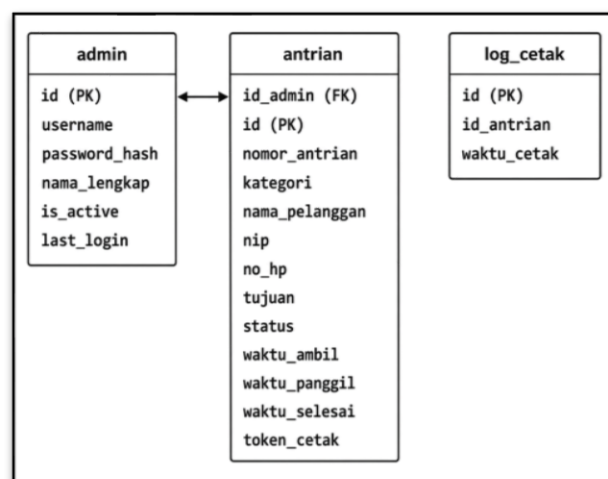 admin
id (PK)
username
password_hash
nama_lengkap
is_active
last_login
antrian
id_admin (FK)
id (PK)
nomor_antrian
kategori
nama_pelanggan
nip
no_hp
tujuan
status
waktu_ambil
waktu_panggil
waktu_selesai
token_cetak
log_cetak
id (PK)
id_antrian
waktu_cetak